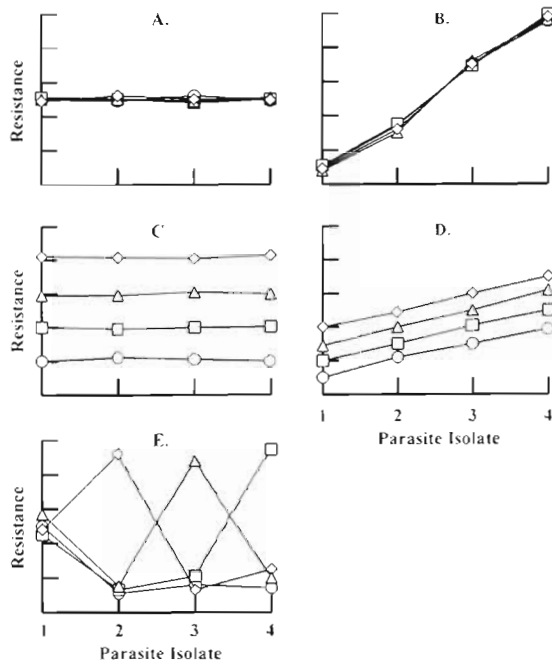 A.
B.
Resistance
C
D.
Resistance
1 2 3 4
Parasite Isolate
E.
Resistance
1 2 3 4
Parasite Isolate